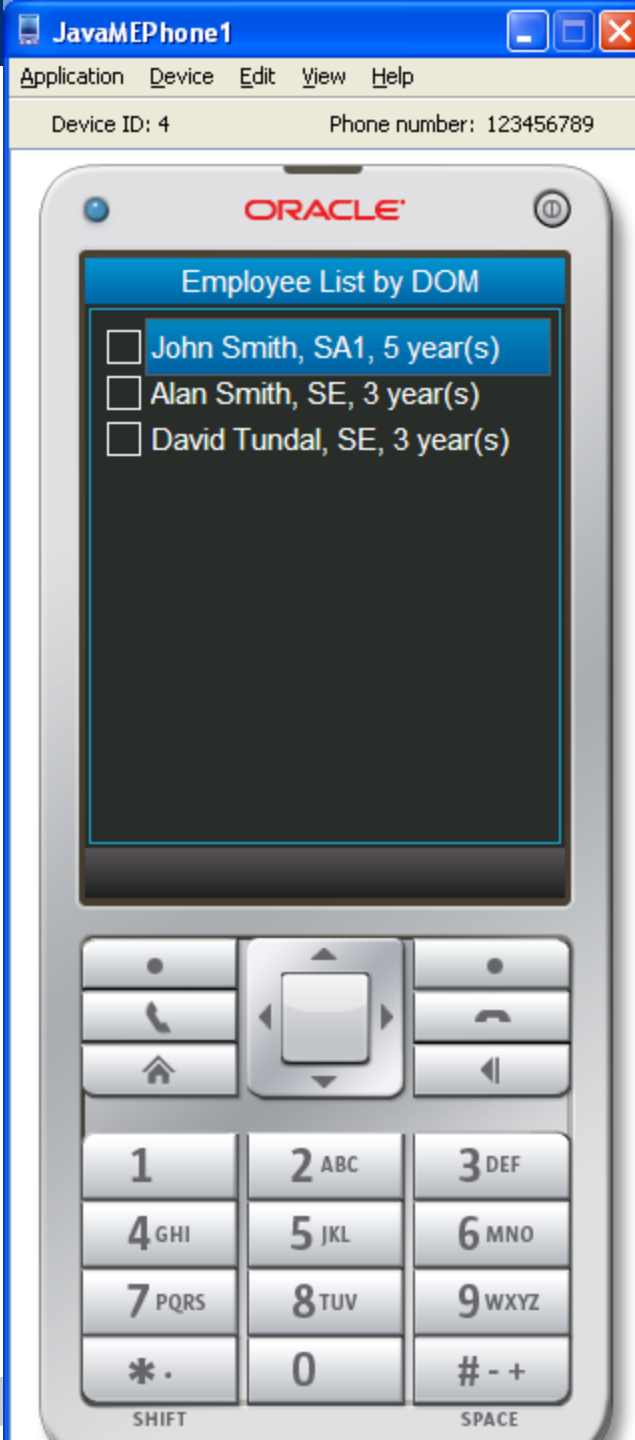 JavaMEPhone1
Application Device Edit View Help
Device ID: 4 Phone number: 123456789
ORACLE
Employee List by DOM
John Smith, SA1, 5 year(s)
Alan Smith, SE, 3 year(s)
David Tundal, SE, 3 year(s)
1 2 ABC 3 DEF
4 GHI 5 JKL 6 MNO
7 PQRS 8 TUV 9 WXYZ
* . 0 # - +
SHIFT SPACE